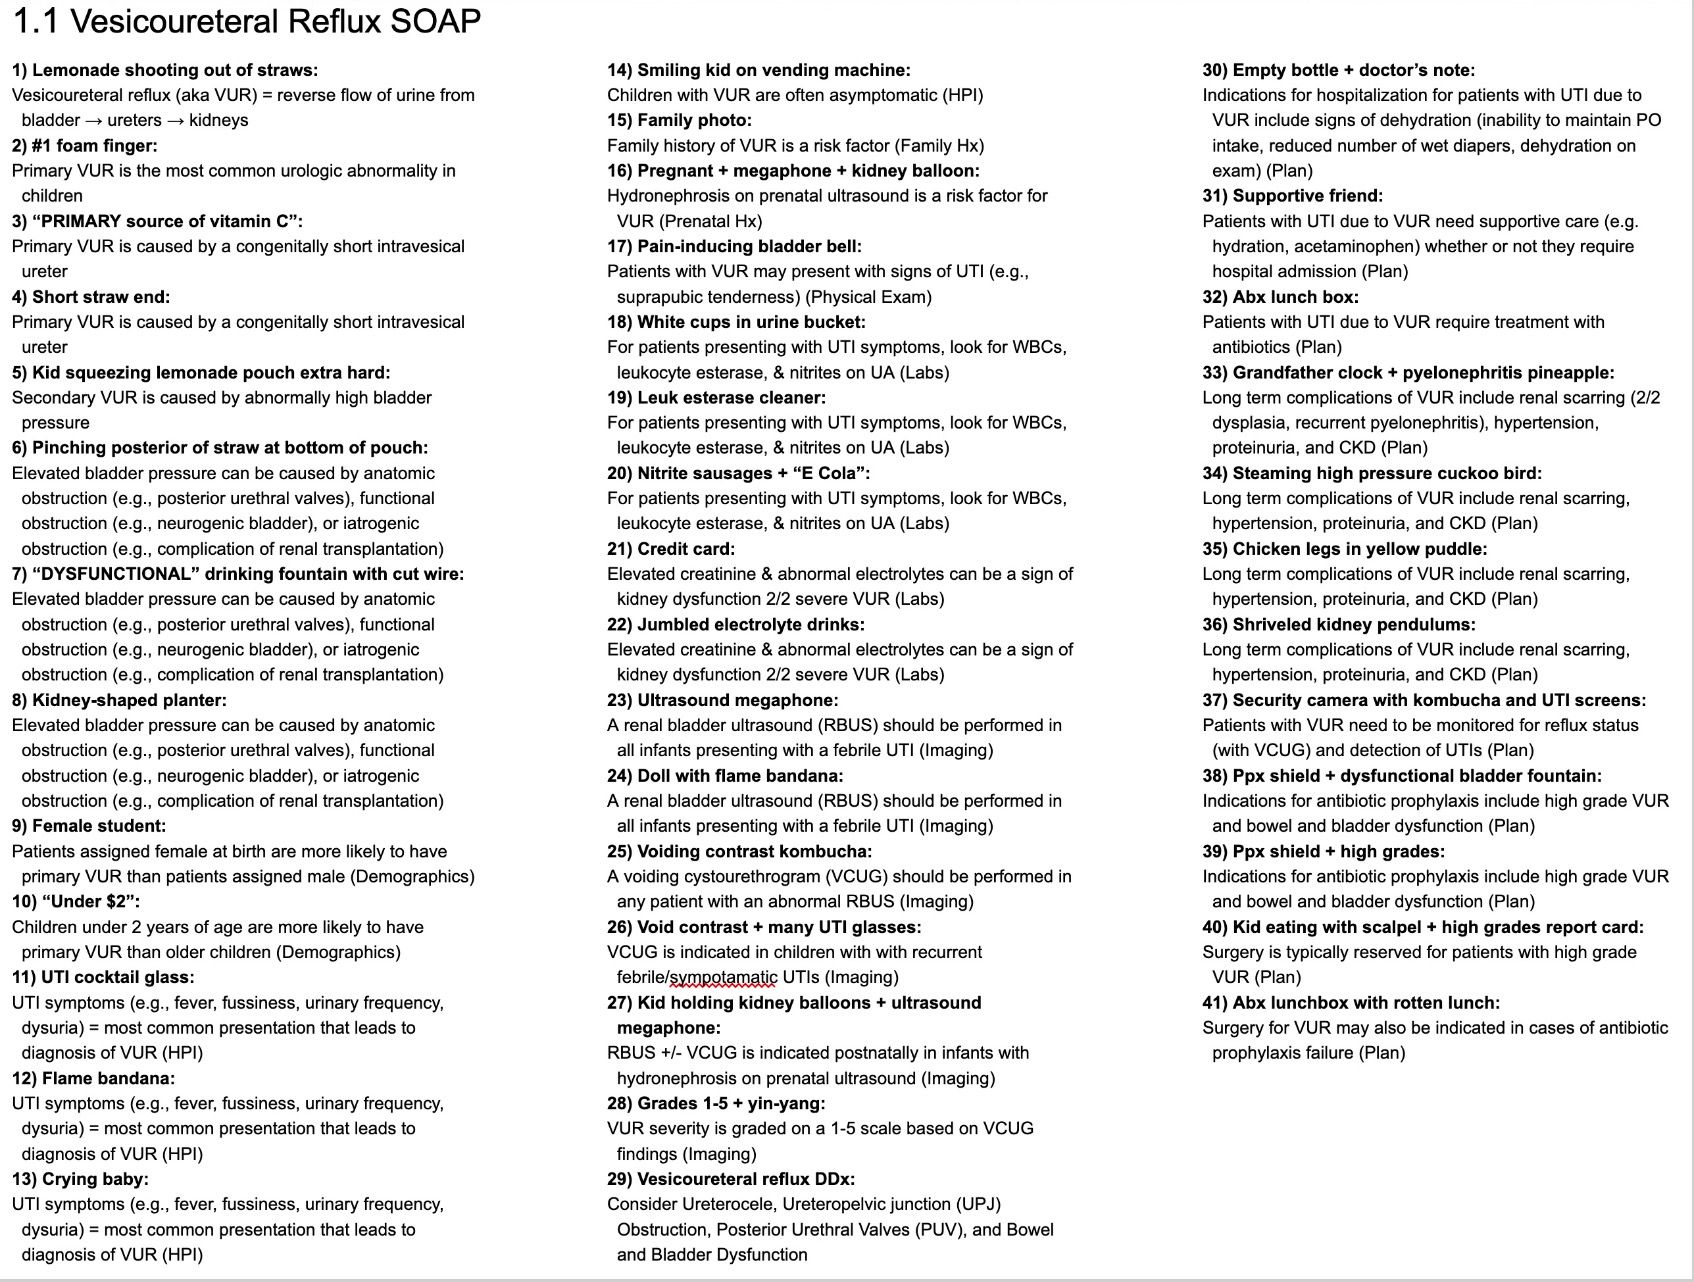 1.1 Vesicoureteral Reflux SOAP
1) Lemonade shooting out of straws:
Vesicoureteral reflux (aka VUR) = reverse flow of urine from
bladder → ureters → kidneys
2) #1 foam finger:
Primary VUR is the most common urologic abnormality in
children
3) “PRIMARY source of vitamin C”:
Primary VUR is caused by a congenitally short intravesical
ureter
4) Short straw end:
Primary VUR is caused by a congenitally short intravesical
ureter
5) Kid squeezing lemonade pouch extra hard:
Secondary VUR is caused by abnormally high bladder
pressure
6) Pinching posterior of straw at bottom of pouch:
Elevated bladder pressure can be caused by anatomic
obstruction (e.g., posterior urethral valves), functional
obstruction (e.g., neurogenic bladder), or iatrogenic
obstruction (e.g., complication of renal transplantation)
7) “DYSFUNCTIONAL” drinking fountain with cut wire:
Elevated bladder pressure can be caused by anatomic
obstruction (e.g., posterior urethral valves), functional
obstruction (e.g., neurogenic bladder), or iatrogenic
obstruction (e.g., complication of renal transplantation)
8) Kidney-shaped planter:
Elevated bladder pressure can be caused by anatomic
obstruction (e.g., posterior urethral valves), functional
obstruction (e.g., neurogenic bladder), or iatrogenic
obstruction (e.g., complication of renal transplantation)
9) Female student:
Patients assigned female at birth are more likely to have
primary VUR than patients assigned male (Demographics)
10) “Under $2”:
Children under 2 years of age are more likely to have
primary VUR than older children (Demographics)
11) UTI cocktail glass:
UTI symptoms (e.g., fever, fussiness, urinary frequency,
dysuria) = most common presentation that leads to
diagnosis of VUR (HPI)
12) Flame bandana:
UTI symptoms (e.g., fever, fussiness, urinary frequency,
dysuria) = most common presentation that leads to
diagnosis of VUR (HPI)
13) Crying baby:
UTI symptoms (e.g., fever, fussiness, urinary frequency,
dysuria) = most common presentation that leads to
diagnosis of VUR (HPI)
14) Smiling kid on vending machine:
Children with VUR are often asymptomatic (HPI)
15) Family photo:
Family history of VUR is a risk factor (Family Hx)
16) Pregnant + megaphone + kidney balloon:
Hydronephrosis on prenatal ultrasound is a risk factor for
VUR (Prenatal Hx)
17) Pain-inducing bladder bell:
Patients with VUR may present with signs of UTI (e.g.,
suprapubic tenderness) (Physical Exam)
18) White cups in urine bucket:
For patients presenting with UTI symptoms, look for WBCs,
leukocyte esterase, & nitrites on UA (Labs)
19) Leuk esterase cleaner:
For patients presenting with UTI symptoms, look for WBCs,
leukocyte esterase, & nitrites on UA (Labs)
20) Nitrite sausages + “E Cola”:
For patients presenting with UTI symptoms, look for WBCs,
leukocyte esterase, & nitrites on UA (Labs)
21) Credit card:
Elevated creatinine & abnormal electrolytes can be a sign of
kidney dysfunction 2/2 severe VUR (Labs)
22) Jumbled electrolyte drinks:
Elevated creatinine & abnormal electrolytes can be a sign of
kidney dysfunction 2/2 severe VUR (Labs)
23) Ultrasound megaphone:
A renal bladder ultrasound (RBUS) should be performed in
all infants presenting with a febrile UTI (Imaging)
24) Doll with flame bandana:
A renal bladder ultrasound (RBUS) should be performed in
all infants presenting with a febrile UTI (Imaging)
25) Voiding contrast kombucha:
A voiding cystourethrogram (VCUG) should be performed in
any patient with an abnormal RBUS (Imaging)
26) Void contrast + many UTI glasses:
VCUG is indicated in children with with recurrent
febrile/sympotamatic UTIs (Imaging)
27) Kid holding kidney balloons + ultrasound
megaphone:
RBUS +/- VCUG is indicated postnatally in infants with
hydronephrosis on prenatal ultrasound (Imaging)
28) Grades 1-5 + yin-yang:
VUR severity is graded on a 1-5 scale based on VCUG
findings (Imaging)
29) Vesicoureteral reflux DDx:
Consider Ureterocele, Ureteropelvic junction (UPJ)
Obstruction, Posterior Urethral Valves (PUV), and Bowel
and Bladder Dysfunction
30) Empty bottle + doctor’s note:
Indications for hospitalization for patients with UTI due to
VUR include signs of dehydration (inability to maintain PO
intake, reduced number of wet diapers, dehydration on
exam) (Plan)
31) Supportive friend:
Patients with UTI due to VUR need supportive care (e.g.
hydration, acetaminophen) whether or not they require
hospital admission (Plan)
32) Abx lunch box:
Patients with UTI due to VUR require treatment with
antibiotics (Plan)
33) Grandfather clock + pyelonephritis pineapple:
Long term complications of VUR include renal scarring (2/2
dysplasia, recurrent pyelonephritis), hypertension,
proteinuria, and CKD (Plan)
34) Steaming high pressure cuckoo bird:
Long term complications of VUR include renal scarring,
hypertension, proteinuria, and CKD (Plan)
35) Chicken legs in yellow puddle:
Long term complications of VUR include renal scarring,
hypertension, proteinuria, and CKD (Plan)
36) Shriveled kidney pendulums:
Long term complications of VUR include renal scarring,
hypertension, proteinuria, and CKD (Plan)
37) Security camera with kombucha and UTI screens:
Patients with VUR need to be monitored for reflux status
(with VCUG) and detection of UTIs (Plan)
38) Ppx shield + dysfunctional bladder fountain:
Indications for antibiotic prophylaxis include high grade VUR
and bowel and bladder dysfunction (Plan)
39) Ppx shield + high grades:
Indications for antibiotic prophylaxis include high grade VUR
and bowel and bladder dysfunction (Plan)
40) Kid eating with scalpel + high grades report card:
Surgery is typically reserved for patients with high grade
VUR (Plan)
41) Abx lunchbox with rotten lunch:
Surgery for VUR may also be indicated in cases of antibiotic
prophylaxis failure (Plan)